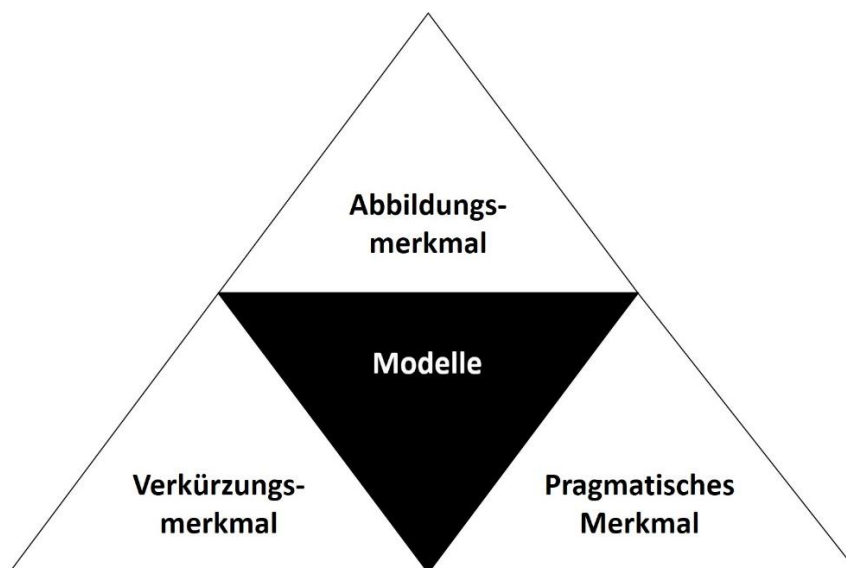 Abbildungs-
merkmal
Modelle
Verkürzungs-
merkmal
Pragmatisches
Merkmal